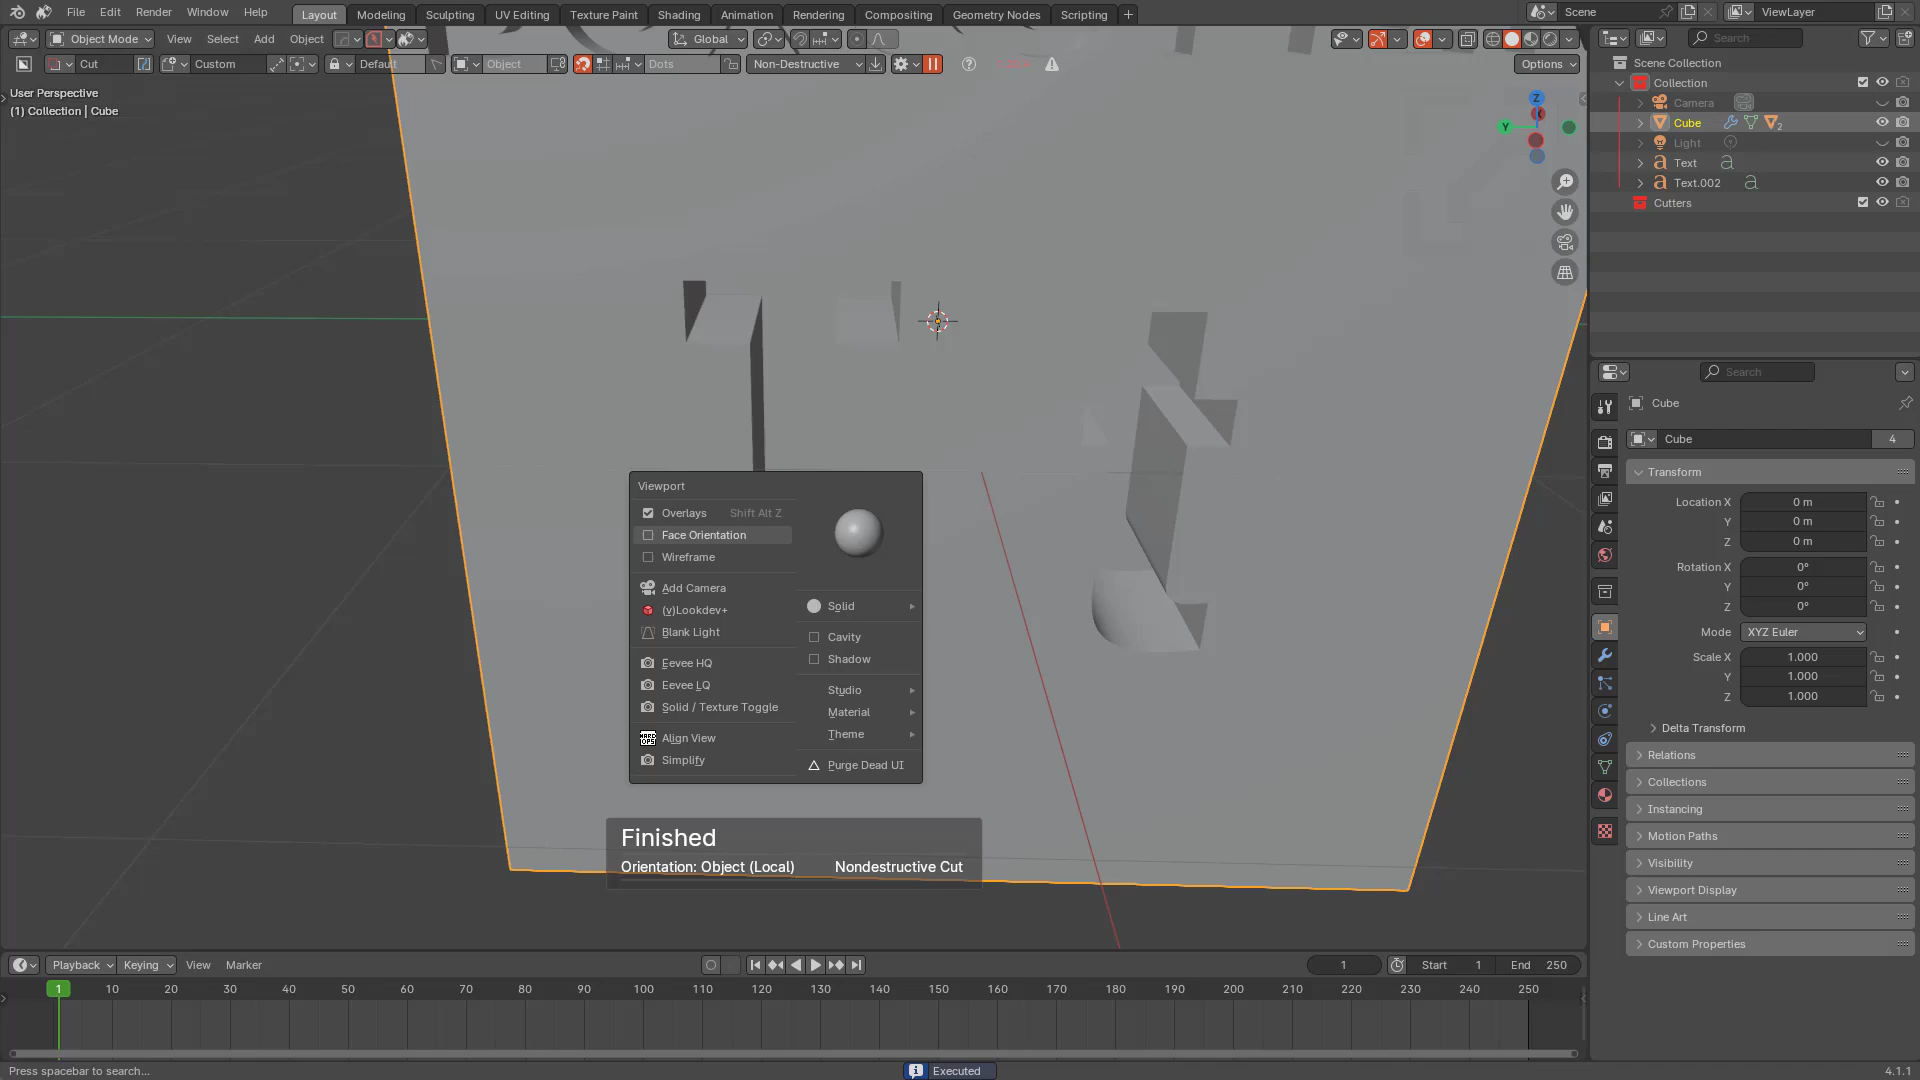 File Edit Render Window Help Layout Modeling Sculpting UV Editing Texture Paint Shading Animation Rendering Compositing Geometry Nodes Scripting + Scene ViewLayer
Object Mode View Select Add Object Global Search
Cut Custom Default Object Dots Non-Destructive Options
User Perspective
(1) Collection | Cube
Z
Y
X
Scene Collection
Collection
Camera
Cube 2
Light
Text
Text.002
Cutters
Search
Cube
Cube 4
Transform
Location X 0 m
Y 0 m
Z 0 m
Rotation X 0°
Y 0°
Z 0°
Mode XYZ Euler
Scale X 1.000
Y 1.000
Z 1.000
Delta Transform
Relations
Collections
Instancing
Motion Paths
Visibility
Viewport Display
Line Art
Custom Properties
Viewport
Overlays Shift Alt Z
Face Orientation
Wireframe
Add Camera
(v)Lookdev+
Blank Light
Eevee HQ
Eevee LQ
Solid / Texture Toggle
HARD OPS Align View
Simplify
Solid
Cavity
Shadow
Studio
Material
Theme
Purge Dead UI
Finished
Orientation: Object (Local) Nondestructive Cut
Playback Keying View Marker 1 Start 1 End 250
1 10 20 30 40 50 60 70 80 90 100 110 120 130 140 150 160 170 180 190 200 210 220 230 240 250
Press spacebar to search... Executed 4.1.1